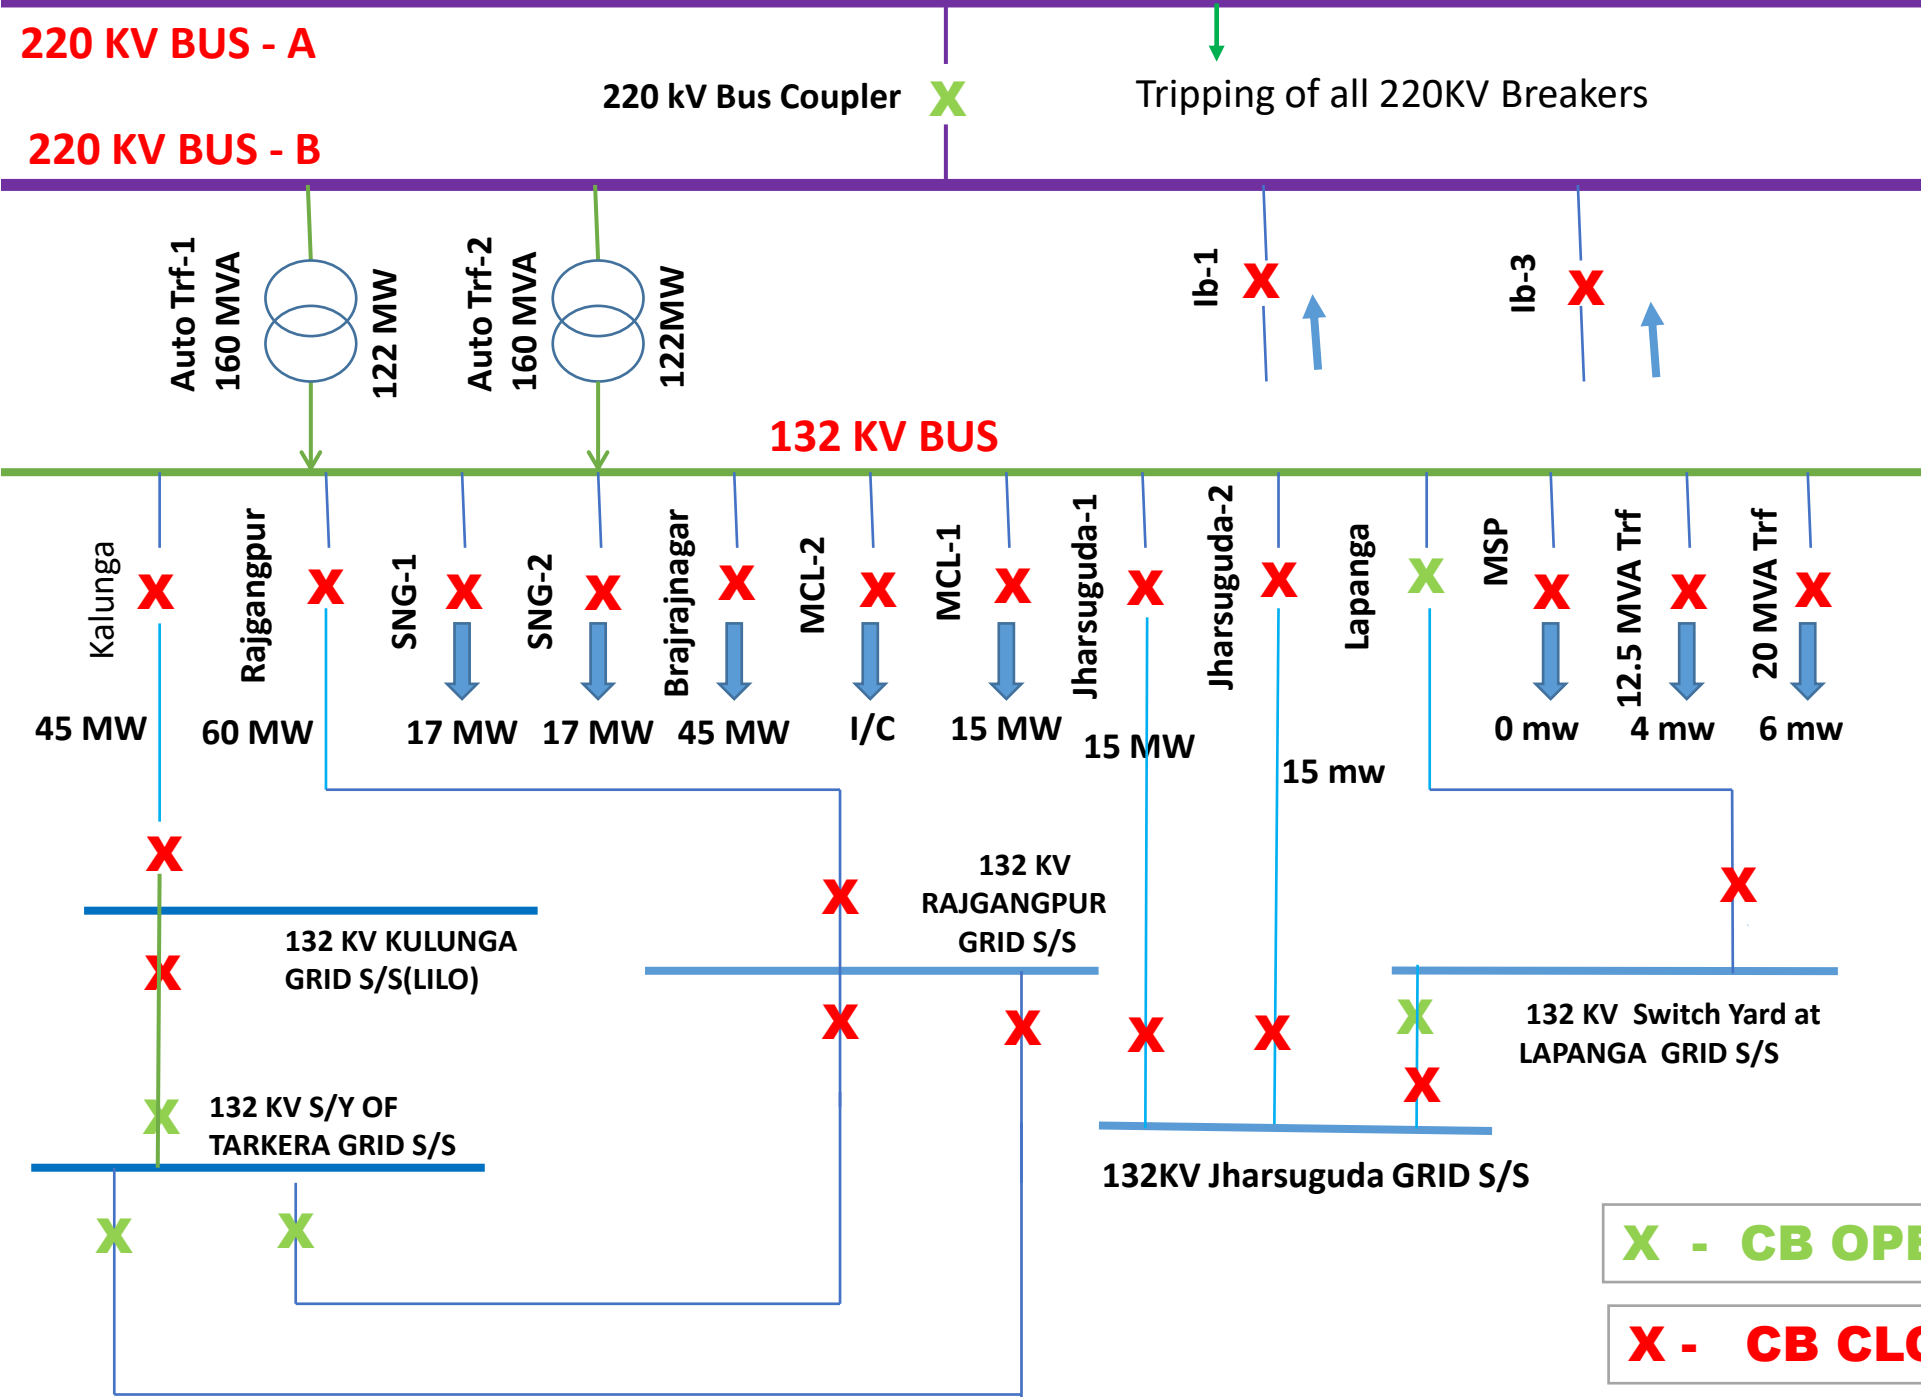 220 KV BUS - A
220 kV Bus Coupler X
Tripping of all 220KV Breakers
220 KV BUS - B
Auto Trf-1
160 MVA
122 MW
Auto Trf-2
160 MVA
122MW
Ib-1
X
Ib-3
X
132 KV BUS
Kalunga
X
Rajgangpur
X
SNG-1
X
SNG-2
X
Brajrajnagar
X
MCL-2
X
MCL-1
X
Jharsuguda-1
X
Jharsuguda-2
X
Lapanga
X
MSP
X
12.5 MVA Trf
X
20 MVA Trf
X
45 MW
60 MW
17 MW
17 MW
45 MW
I/C
15 MW
15 MW
15 mw
0 mw
4 mw
6 mw
X
X
X
132 KV
RAJGANGPUR
GRID S/S
132 KV KULUNGA
GRID S/S(LILO)
X
X
X
X
X
X
X
132 KV Switch Yard at
LAPANGA GRID S/S
X
X
132 KV S/Y OF
TARKERA GRID S/S
132KV Jharsuguda GRID S/S
X
X
X - CB OPE
X - CB CLO